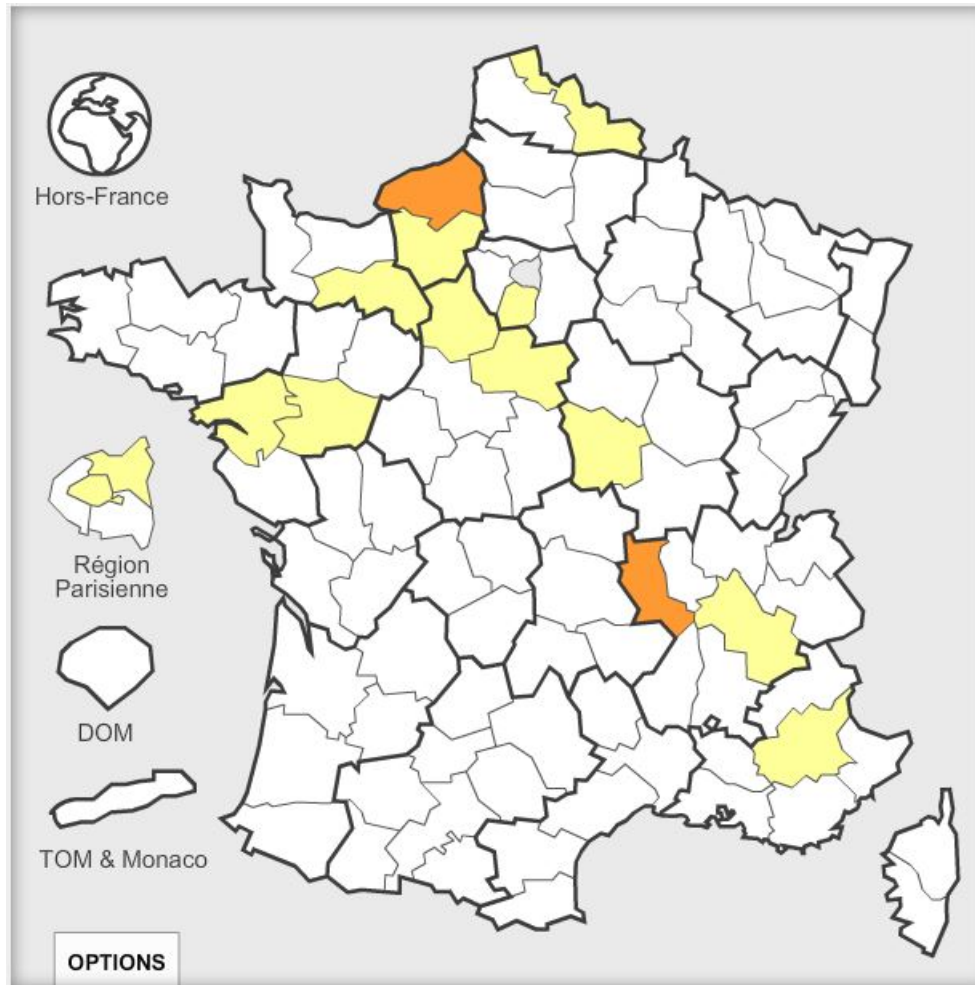 Hors-France
Région
Parisienne
DOM
TOM & Monaco
OPTIONS